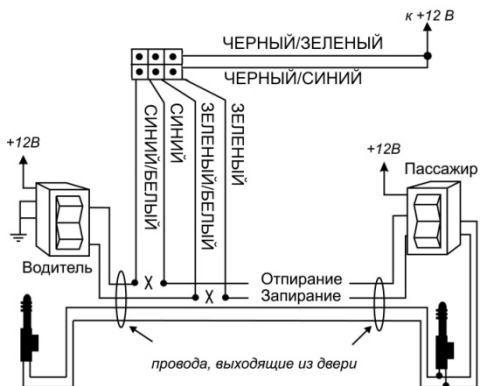 к +12 В
ЧЕРНЫЙ/ЗЕЛЕНЫЙ
ЧЕРНЫЙ/СИНИЙ
СИНИЙ/БЕЛЫЙ
СИНИЙ
ЗЕЛЕНЫЙ/БЕЛЫЙ
ЗЕЛЕНЫЙ
+12В
+12В
Пассажир
Водитель
X
Отпирание
X
Запирание
провода, выходящие из двери